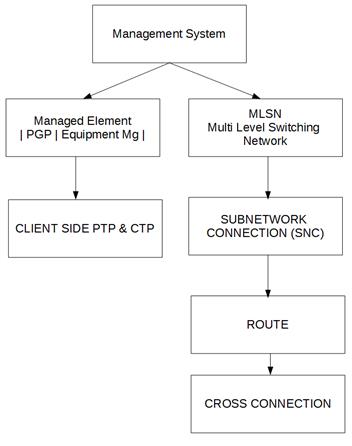 Management System
Managed Element
| PGP | Equipment Mg |
MLSN
Multi Level Switching
Network
CLIENT SIDE PTP & CTP
SUBNETWORK
CONNECTION (SNC)
ROUTE
CROSS CONNECTION